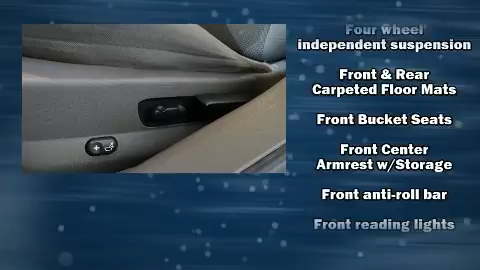 Four wheel
independent suspension
Front & Rear
Carpeted Floor Mats
Front Bucket Seats
Front Center
Armrest w/Storage
Front anti-roll bar
Front reading lights